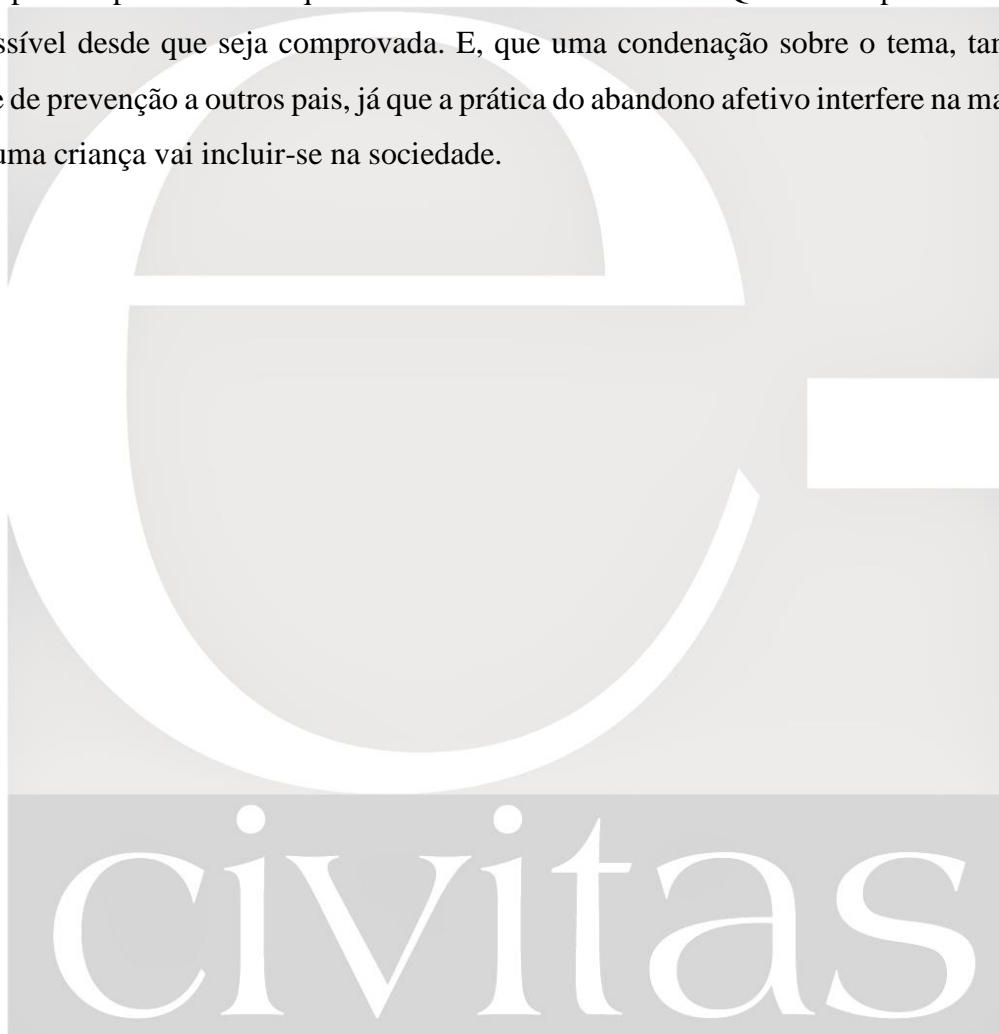 ssível desde que seja comprovada. E, que uma condenação sobre o tema, tan
e de prevenção a outros pais, já que a prática do abandono afetivo interfere na ma
uma criança vai incluir-se na sociedade.
e-
civitas